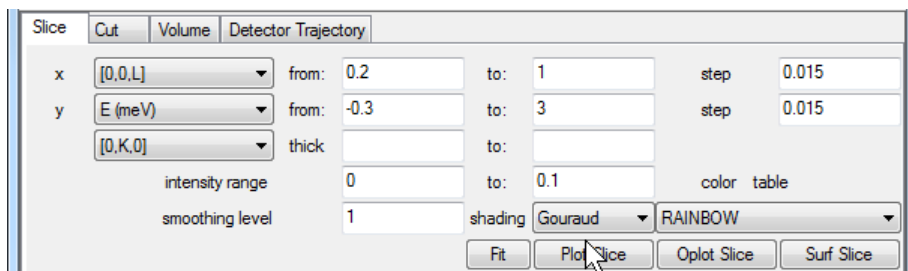 Slice Cut Volume Detector Trajectory
x [0,0,L] from: 0.2 to: 1 step 0.015
y E (meV) from: -0.3 to: 3 step 0.015
[0,K,0] thick to:
intensity range 0 to: 0.1 color table
smoothing level 1 shading Gouraud RAINBOW
Fit Plot Slice Oplot Slice Surf Slice